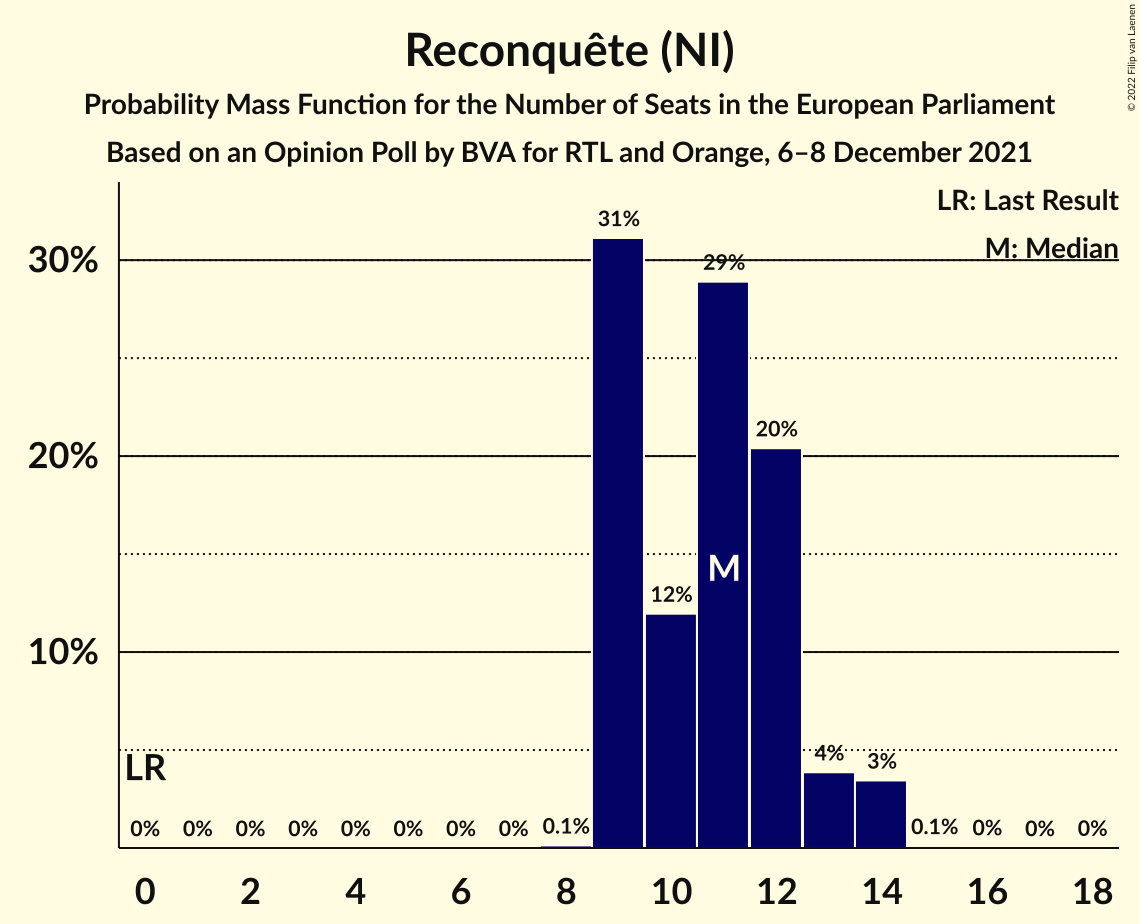 Reconquête (NI)
Probability Mass Function for the Number of Seats in the European Parliament
Based on an Opinion Poll by BVA for RTL and Orange, 6–8 December 2021
© 2022 Filip van Laenen
LR: Last Result
M: Median
30%
20%
10%
31%
29%
20%
12%
M
4%
3%
LR
0% 0% 0% 0% 0% 0% 0% 0% 0.1% 0.1% 0% 0% 0%
0 2 4 6 8 10 12 14 16 18